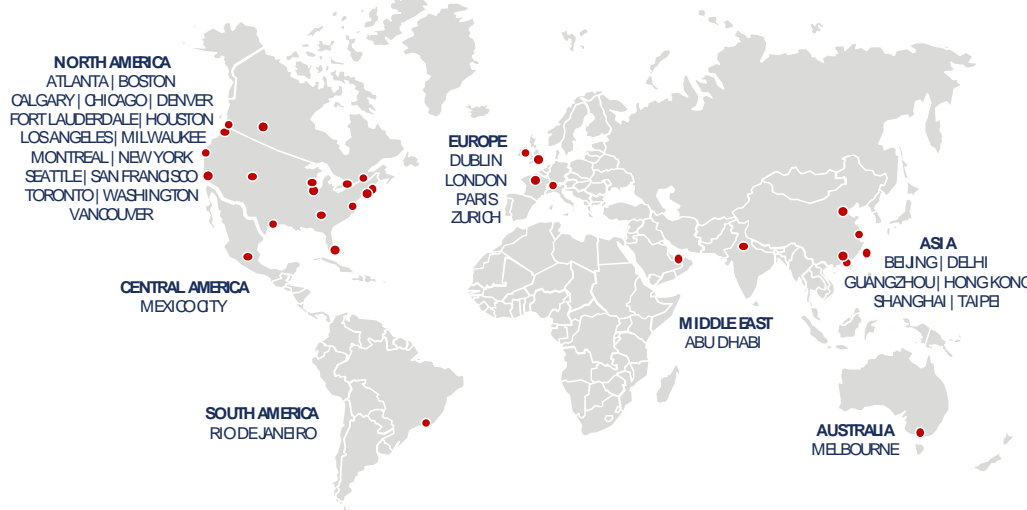 NORTH AMERICA
ATLANTA | BOSTON
CALGARY | CHICAGO | DENVER
FORT LAUDERDALE | HOUSTON
LOS ANGELES | MILWAUKEE
MONTREAL | NEW YORK
SEATTLE | SAN FRANCISCO
TORONTO | WASHINGTON
VANCOUVER
CENTRAL AMERICA
MEXICO CITY
SOUTH AMERICA
RIO DE JANEIRO
EUROPE
DUBLIN
LONDON
PARIS
ZURICH
MIDDLE EAST
ABU DHABI
ASIA
BEIJING | DELHI
GUANGZHOU | HONG KONG
SHANGHAI | TAIPEI
AUSTRALIA
MELBOURNE